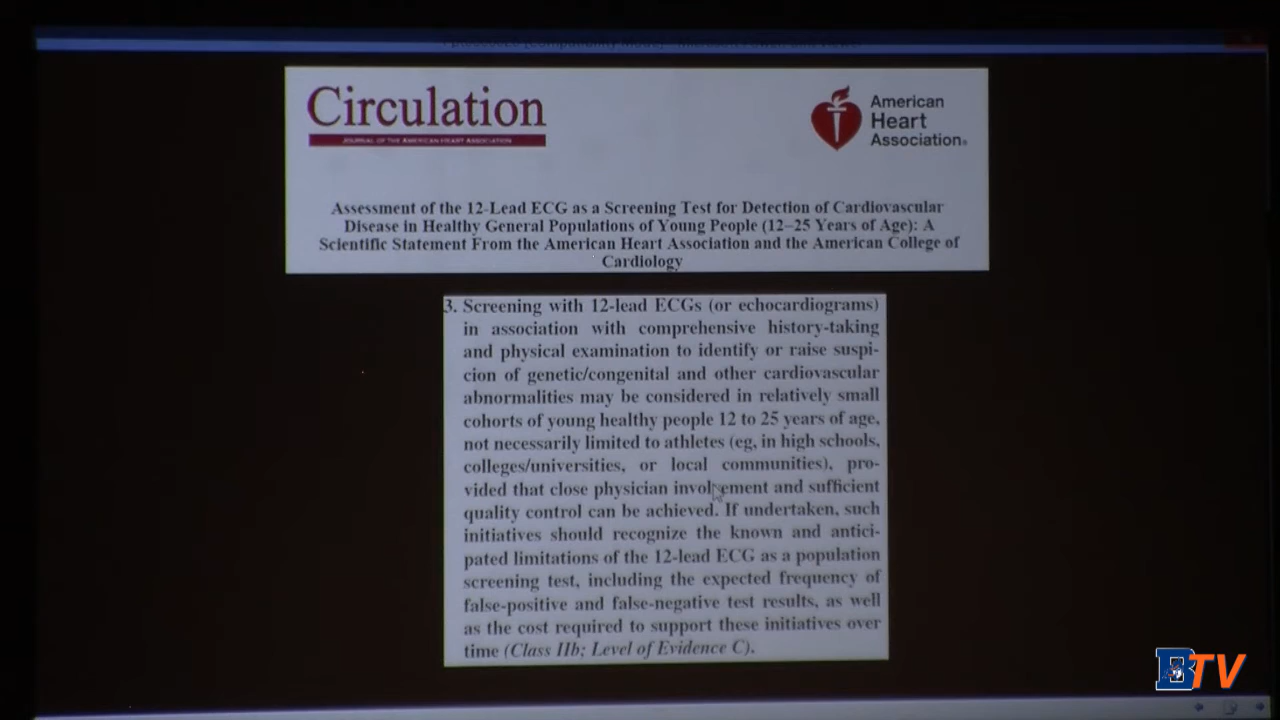 Circulation
JOURNAL OF THE AMERICAN HEART ASSOCIATION
American
Heart
Association®
Assessment of the 12-Lead ECG as a Screening Test for Detection of Cardiovascular
Disease in Healthy General Populations of Young People (12–25 Years of Age): A
Scientific Statement From the American Heart Association and the American College of
Cardiology
3. Screening with 12-lead ECGs (or echocardiograms)
in association with comprehensive history-taking
and physical examination to identify or raise suspi-
cion of genetic/congenital and other cardiovascular
abnormalities may be considered in relatively small
cohorts of young healthy people 12 to 25 years of age,
not necessarily limited to athletes (eg, in high schools,
colleges/universities, or local communities), pro-
vided that close physician involvement and sufficient
quality control can be achieved. If undertaken, such
initiatives should recognize the known and antici-
pated limitations of the 12-lead ECG as a population
screening test, including the expected frequency of
false-positive and false-negative test results, as well
as the cost required to support these initiatives over
time (Class IIb; Level of Evidence C).
BTV